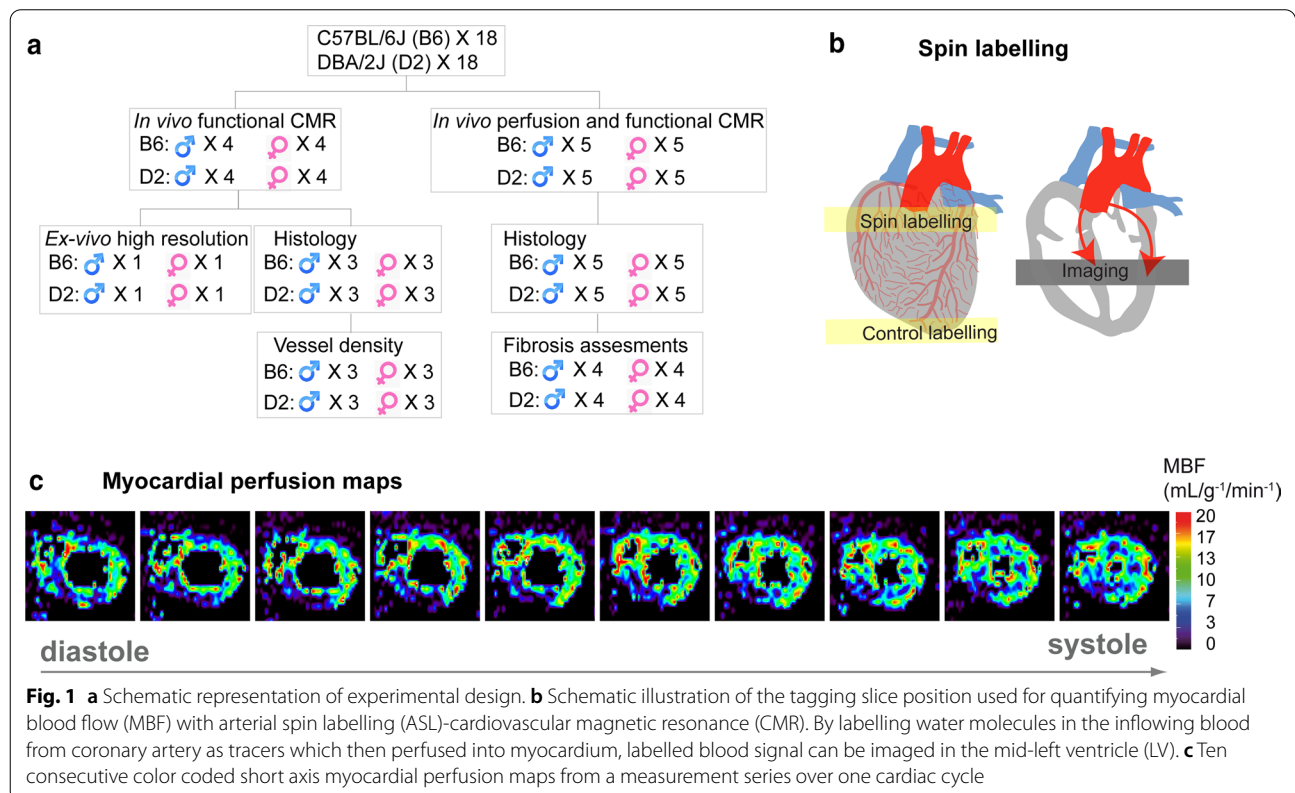 a
C57BL/6J (B6) X 18
DBA/2J (D2) X 18
In vivo functional CMR
B6: ♂ X 4 ♀ X 4
D2: ♂ X 4 ♀ X 4
In vivo perfusion and functional CMR
B6: ♂ X 5 ♀ X 5
D2: ♂ X 5 ♀ X 5
Ex-vivo high resolution
B6: ♂ X 1 ♀ X 1
D2: ♂ X 1 ♀ X 1
Histology
B6: ♂ X 3 ♀ X 3
D2: ♂ X 3 ♀ X 3
Histology
B6: ♂ X 5 ♀ X 5
D2: ♂ X 5 ♀ X 5
Vessel density
B6: ♂ X 3 ♀ X 3
D2: ♂ X 3 ♀ X 3
Fibrosis assesments
B6: ♂ X 4 ♀ X 4
D2: ♂ X 4 ♀ X 4
b Spin labelling
Spin labelling
Control labelling
Imaging
c Myocardial perfusion maps
MBF
(mL/g⁻¹/min⁻¹)
20
17
13
10
7
3
0
diastole
systole
Fig. 1 a Schematic representation of experimental design. b Schematic illustration of the tagging slice position used for quantifying myocardial
blood flow (MBF) with arterial spin labelling (ASL)-cardiovascular magnetic resonance (CMR). By labelling water molecules in the inflowing blood
from coronary artery as tracers which then perfused into myocardium, labelled blood signal can be imaged in the mid-left ventricle (LV). c Ten
consecutive color coded short axis myocardial perfusion maps from a measurement series over one cardiac cycle